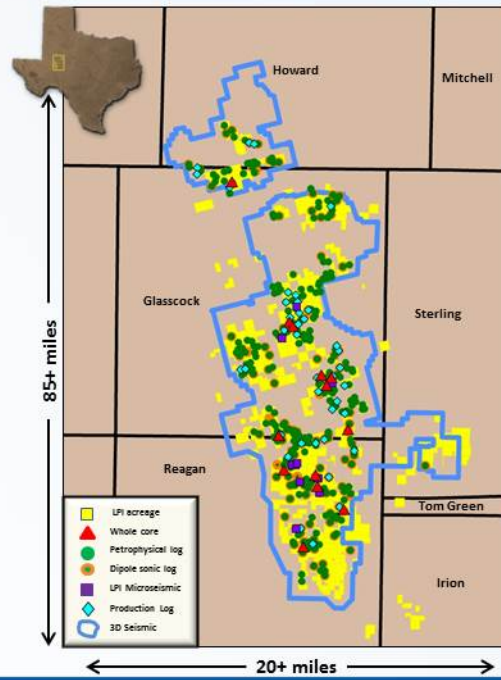 Howard
Mitchell
Glasscock
Sterling
85+ miles
Reagan
Tom Green
Irion
LPI acreage
Whole core
Petrophysical log
Dipole sonic log
LPI Microseismic
Production Log
3D Seismic
20+ miles